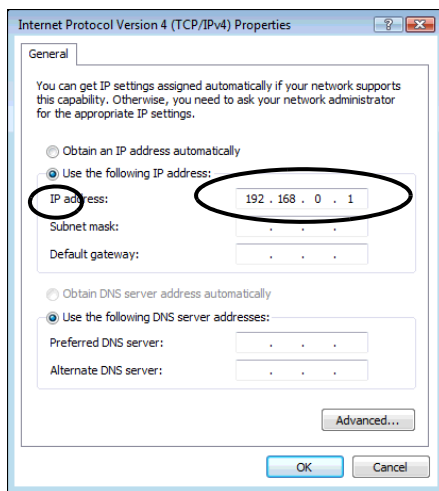 Internet Protocol Version 4 (TCP/IPv4) Properties
General
You can get IP settings assigned automatically if your network supports
this capability. Otherwise, you need to ask your network administrator
for the appropriate IP settings.
Obtain an IP address automatically
Use the following IP address:
IP address: 192 . 168 . 0 . 1
Subnet mask: . . .
Default gateway: . . .
Obtain DNS server address automatically
Use the following DNS server addresses:
Preferred DNS server: . . .
Alternate DNS server: . . .
Advanced...
OK Cancel